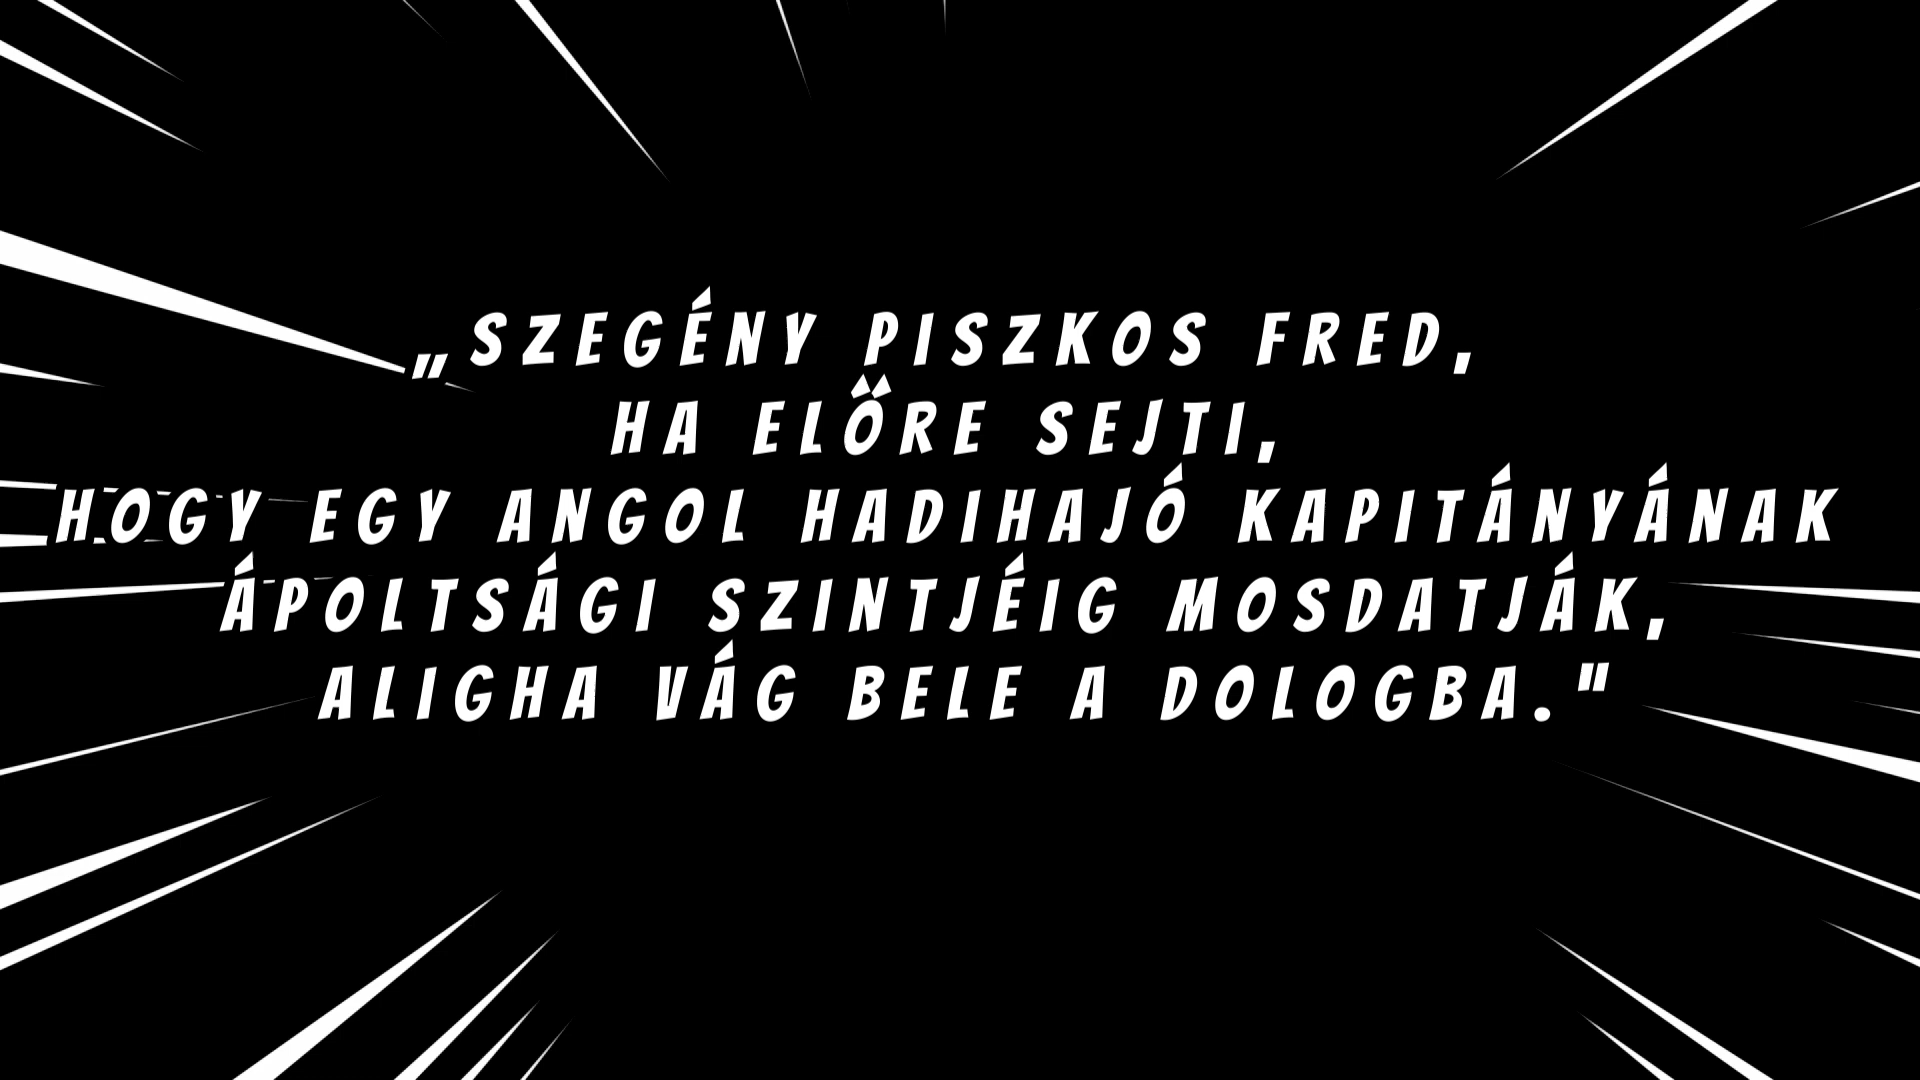 „SZEGÉNY PISZKOS FRED,
HA ELŐRE SEJTI,
HOGY EGY ANGOL HADIHAJÓ KAPITÁNYÁNAK
ÁPOLTSÁGI SZINTJÉIG MOSDATJÁK,
ALIGHA VÁG BELE A DOLOGBA."